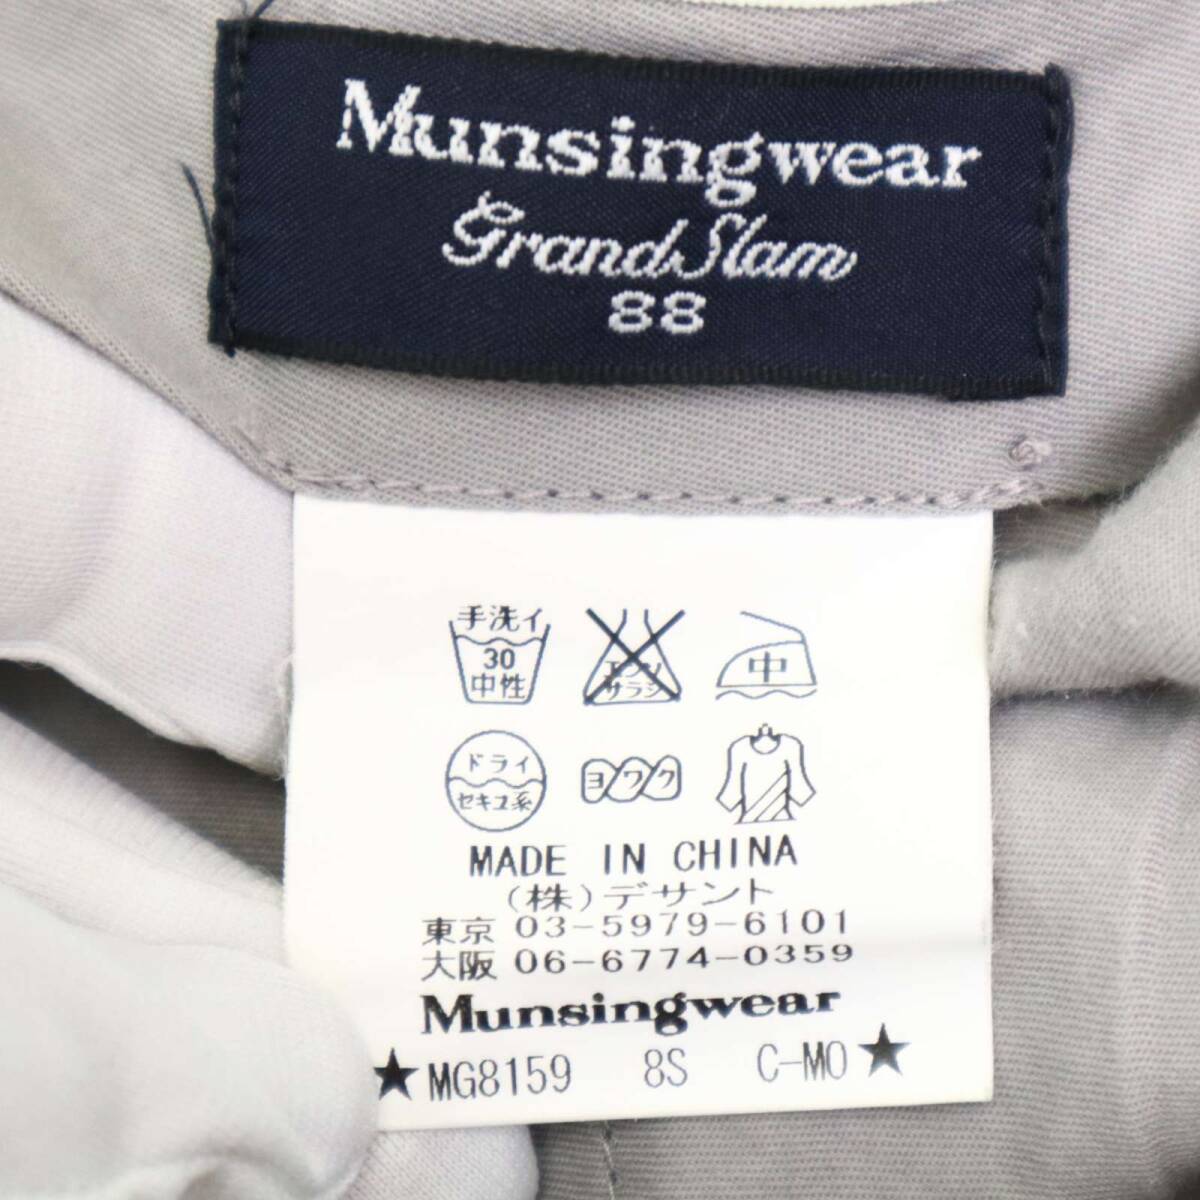 Munsingwear
Grand Slam
88
手洗イ
30
中性
エンソ
サラシ
中
ドライ
セキユ系
ヨワク
MADE IN CHINA
(株)デサント
東京 03-5979-6101
大阪 06-6774-0359
Munsingwear
★MG8159 8S C-MO★